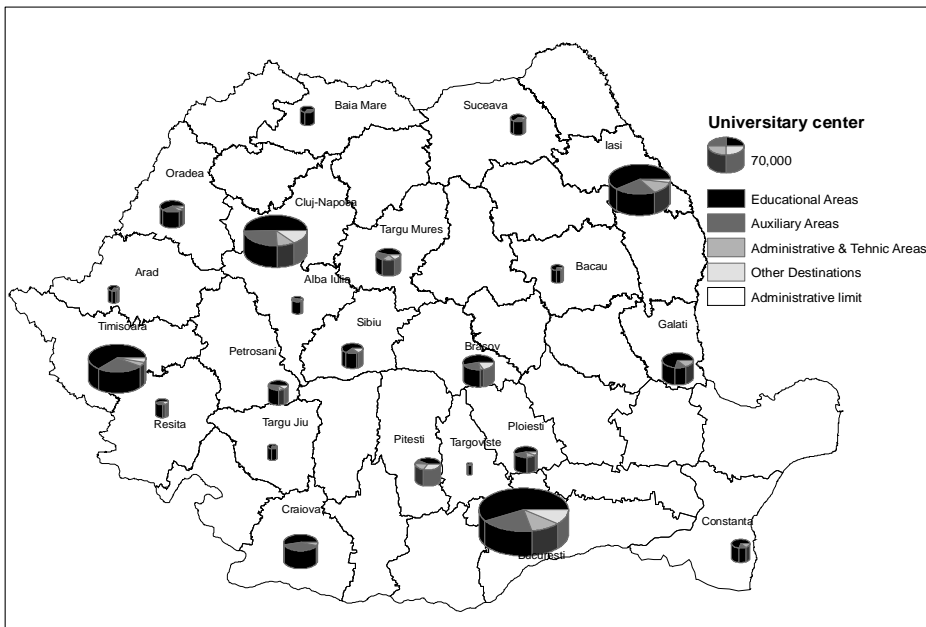 Baia Mare
Suceava
Universitary center
Iasi
70,000
Oradea
Educational Areas
Cluj-Napoca
Auxiliary Areas
Targu Mures
Administrative & Tehnic Areas
Bacau
Arad
Other Destinations
Alba Iulia
Administrative limit
Timisoara
Sibiu
Galati
Petrosani
Brasov
Resita
Targu Jiu
Pitesti
Targoviste
Ploiesti
Craiova
Constanta
Bucuresti